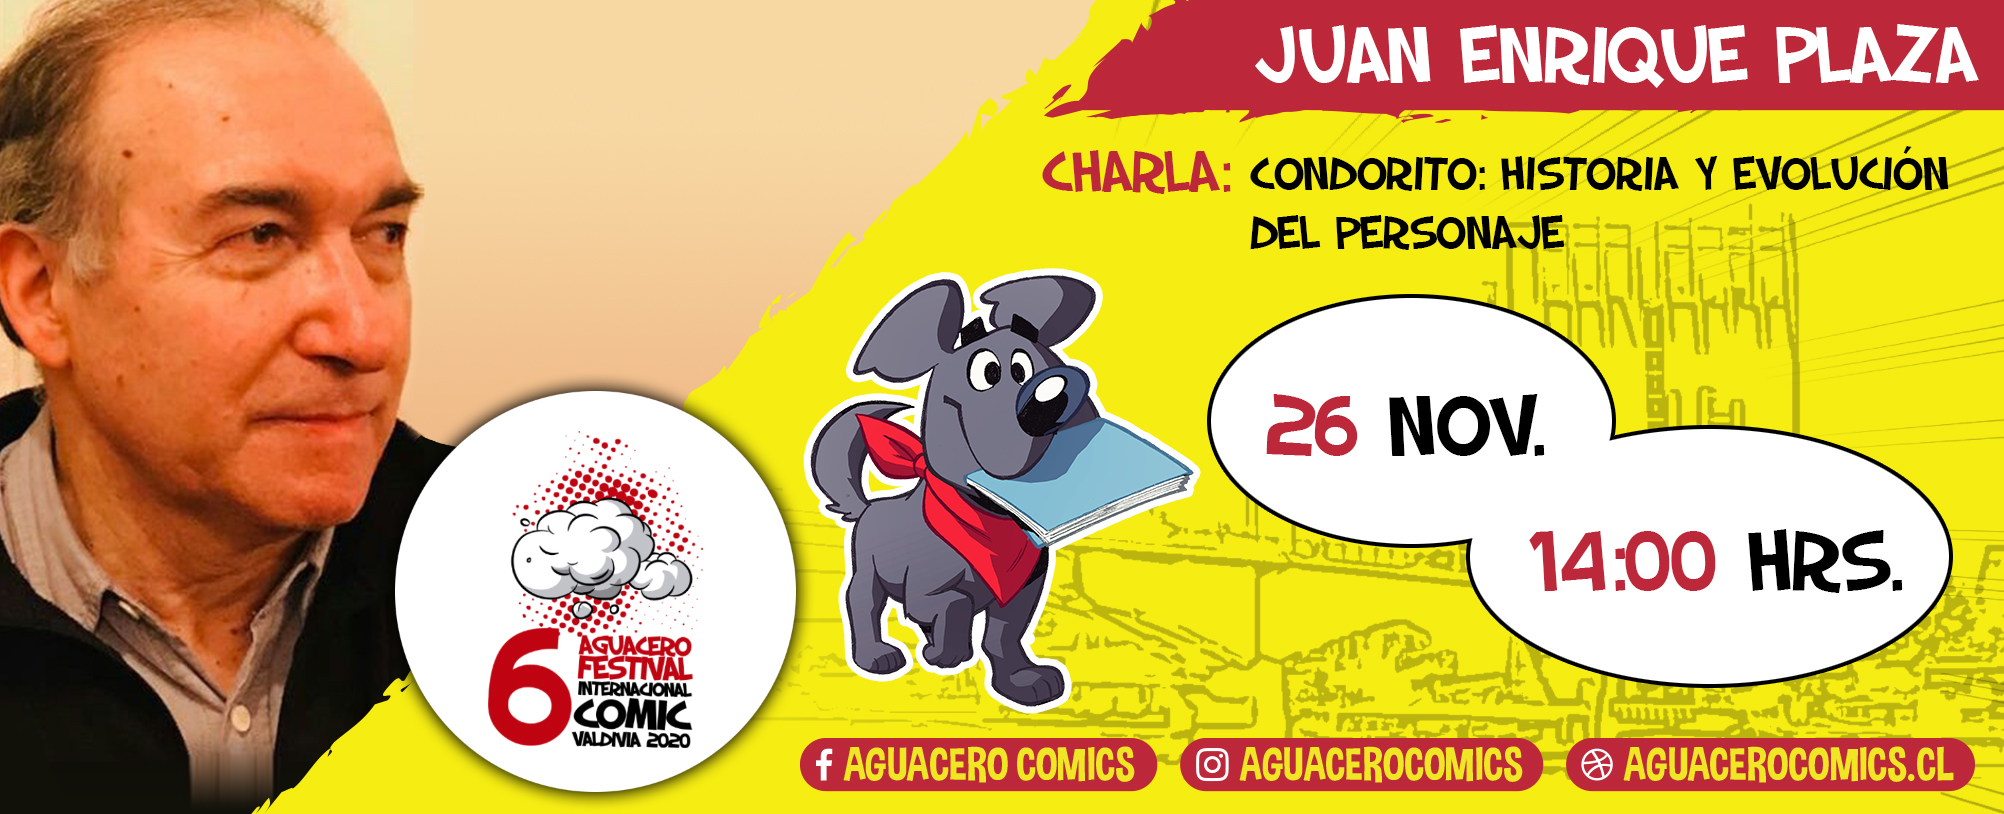 JUAN ENRIQUE PLAZA
CHARLA: CONDORITO: HISTORIA Y EVOLUCIÓN
DEL PERSONAJE
26 NOV.
14:00 HRS.
6
AGUACERO
FESTIVAL
INTERNACIONAL
COMIC
VALDIVIA 2020
AGUACERO COMICS
AGUACEROCOMICS
AGUACEROCOMICS.CL